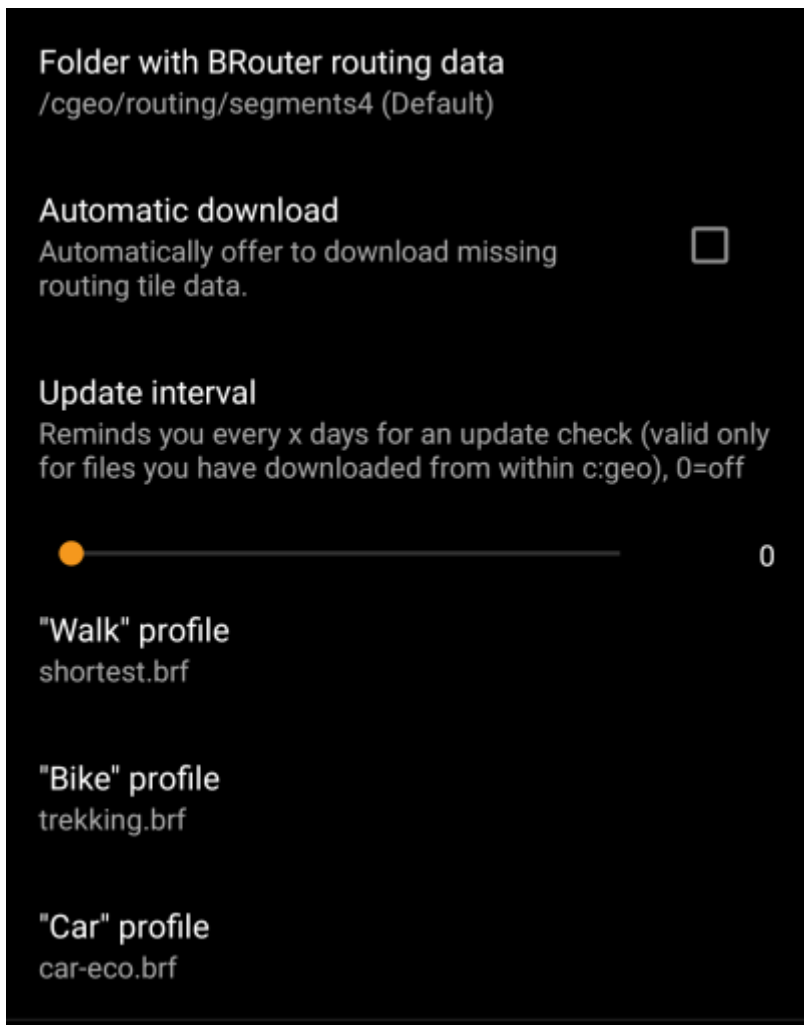 Folder with BRouter routing data
/cgeo/routing/segments4 (Default)
Automatic download
Automatically offer to download missing
routing tile data.
Update interval
Reminds you every x days for an update check (valid only
for files you have downloaded from within c:geo), 0=off
0
"Walk" profile
shortest.brf
"Bike" profile
trekking.brf
"Car" profile
car-eco.brf